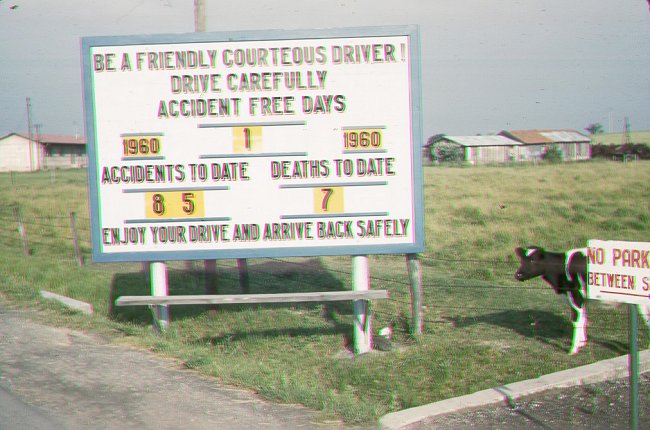 BE A FRIENDLY COURTEOUS DRIVER!
DRIVE CAREFULLY
ACCIDENT FREE DAYS
1960 1 1960
ACCIDENTS TO DATE DEATHS TO DATE
8 5 7
ENJOY YOUR DRIVE AND ARRIVE BACK SAFELY
NO PARK
BETWEEN S